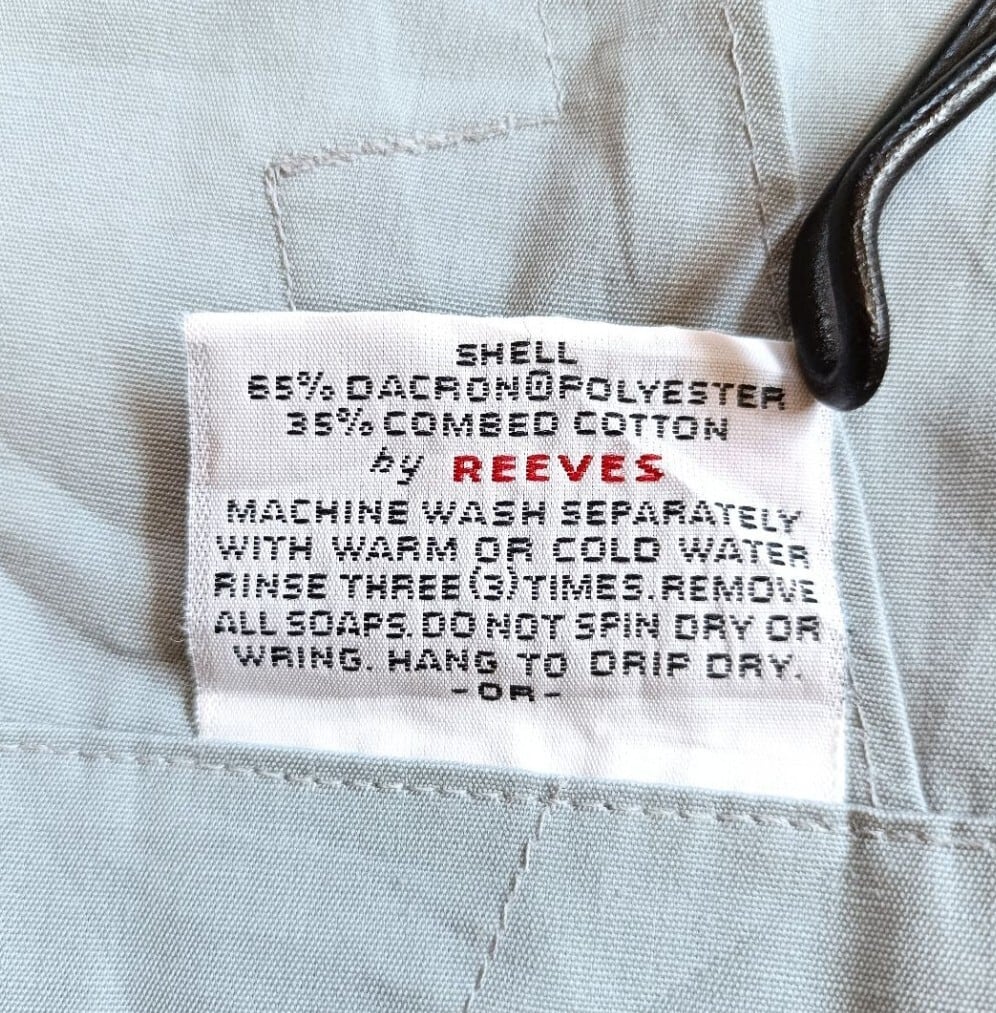 SHELL
65% DACRON® POLYESTER
35% COMBED COTTON
by REEVES
MACHINE WASH SEPARATELY
WITH WARM OR COLD WATER
RINSE THREE (3) TIMES. REMOVE
ALL SOAPS. DO NOT SPIN DRY OR
WRING. HANG TO DRIP DRY.
-OR-